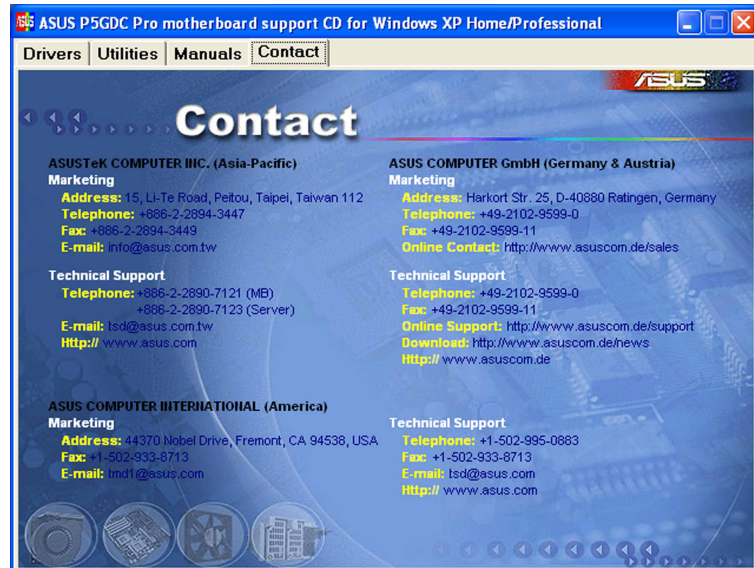 ASUS P5GDC Pro motherboard support CD for Windows XP Home/Professional
Drivers Utilities Manuals Contact
ASUS
Contact
ASUSTeK COMPUTER INC. (Asia-Pacific)
Marketing
Address: 15, Li-Te Road, Peitou, Taipei, Taiwan 112
Telephone: +886-2-2894-3447
Fax: +886-2-2894-3449
E-mail: info@asus.com.tw
Technical Support
Telephone: +886-2-2890-7121 (MB)
+886-2-2890-7123 (Server)
E-mail: tsd@asus.com.tw
Http:// www.asus.com
ASUS COMPUTER GmbH (Germany & Austria)
Marketing
Address: Harkort Str. 25, D-40880 Ratingen, Germany
Telephone: +49-2102-9599-0
Fax: +49-2102-9599-11
Online Contact: http://www.asuscom.de/sales
Technical Support
Telephone: +49-2102-9599-0
Fax: +49-2102-9599-11
Online Support: http://www.asuscom.de/support
Download: http://www.asuscom.de/news
Http:// www.asuscom.de
ASUS COMPUTER INTERNATIONAL (America)
Marketing
Address: 44370 Nobel Drive, Fremont, CA 94538, USA
Fax: +1-502-933-8713
E-mail: tmd1@asus.com
Technical Support
Telephone: +1-502-995-0883
Fax: +1-502-933-8713
E-mail: tsd@asus.com
Http:// www.asus.com